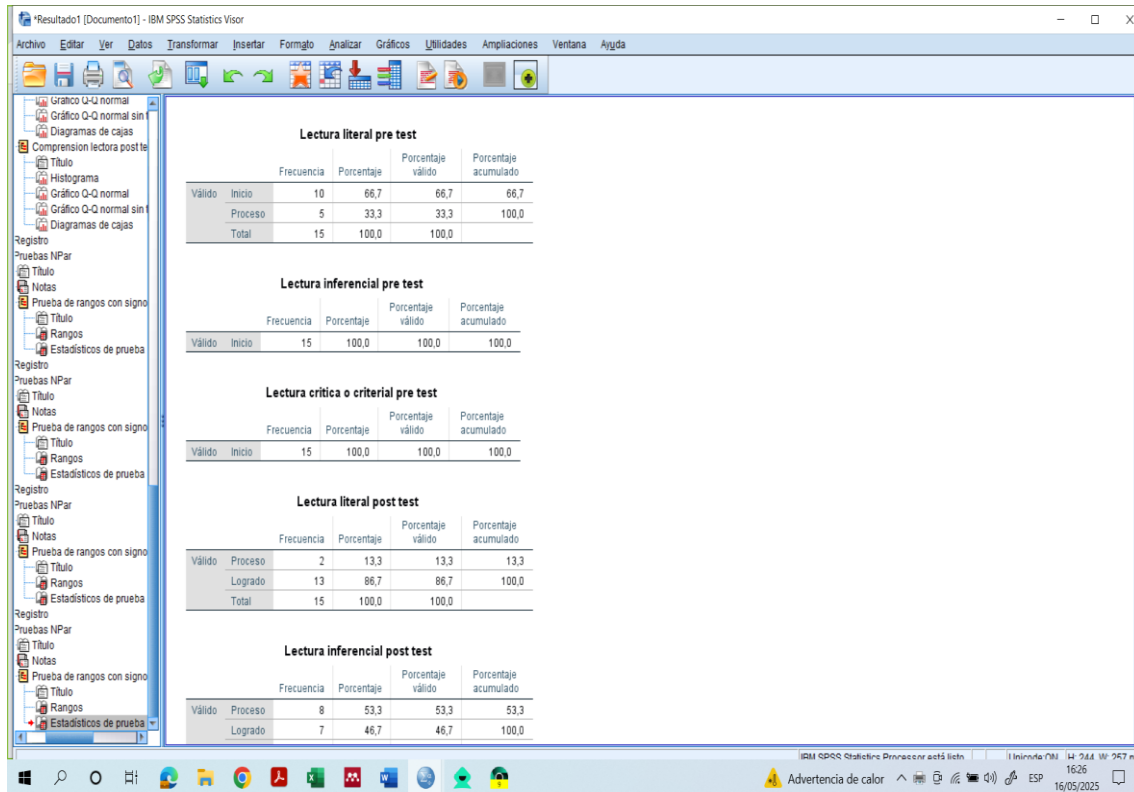 *Resultado1 [Documento1] - IBM SPSS Statistics Visor
Archivo Editar Ver Datos Transformar Insertar Formato Analizar Gráficos Utilidades Ampliaciones Ventana Ayuda
Gráfico Q-Q normal
Gráfico Q-Q normal sin t
Diagramas de cajas
Comprension lectora post te
Título
Histograma
Gráfico Q-Q normal
Gráfico Q-Q normal sin t
Diagramas de cajas
Registro
Pruebas NPar
Título
Notas
Prueba de rangos con signo
Título
Rangos
Estadísticos de prueba
Registro
Pruebas NPar
Título
Notas
Prueba de rangos con signo
Título
Rangos
Estadísticos de prueba
Registro
Pruebas NPar
Título
Notas
Prueba de rangos con signo
Título
Rangos
Estadísticos de prueba
Registro
Pruebas NPar
Título
Notas
Prueba de rangos con signo
Título
Rangos
Estadísticos de prueba
Lectura literal pre test
Frecuencia Porcentaje Porcentaje válido Porcentaje acumulado
Válido Inicio 10 66,7 66,7 66,7
Proceso 5 33,3 33,3 100,0
Total 15 100,0 100,0
Lectura inferencial pre test
Frecuencia Porcentaje Porcentaje válido Porcentaje acumulado
Válido Inicio 15 100,0 100,0 100,0
Lectura critica o criterial pre test
Frecuencia Porcentaje Porcentaje válido Porcentaje acumulado
Válido Inicio 15 100,0 100,0 100,0
Lectura literal post test
Frecuencia Porcentaje Porcentaje válido Porcentaje acumulado
Válido Proceso 2 13,3 13,3 13,3
Logrado 13 86,7 86,7 100,0
Total 15 100,0 100,0
Lectura inferencial post test
Frecuencia Porcentaje Porcentaje válido Porcentaje acumulado
Válido Proceso 8 53,3 53,3 53,3
Logrado 7 46,7 46,7 100,0
IBM SPSS Statistics Processor está listo Unicode:ON H: 244, W: 257 
Advertencia de calor ESP 16:26
16/05/2025